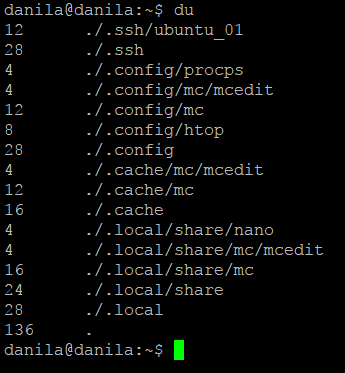 danila@danila:~$ du
12      ./.ssh/ubuntu_01
28      ./.ssh
4       ./.config/procps
4       ./.config/mc/mcedit
12      ./.config/mc
8       ./.config/htop
28      ./.config
4       ./.cache/mc/mcedit
12      ./.cache/mc
16      ./.cache
4       ./.local/share/nano
4       ./.local/share/mc/mcedit
16      ./.local/share/mc
24      ./.local/share
28      ./.local
136     .
danila@danila:~$